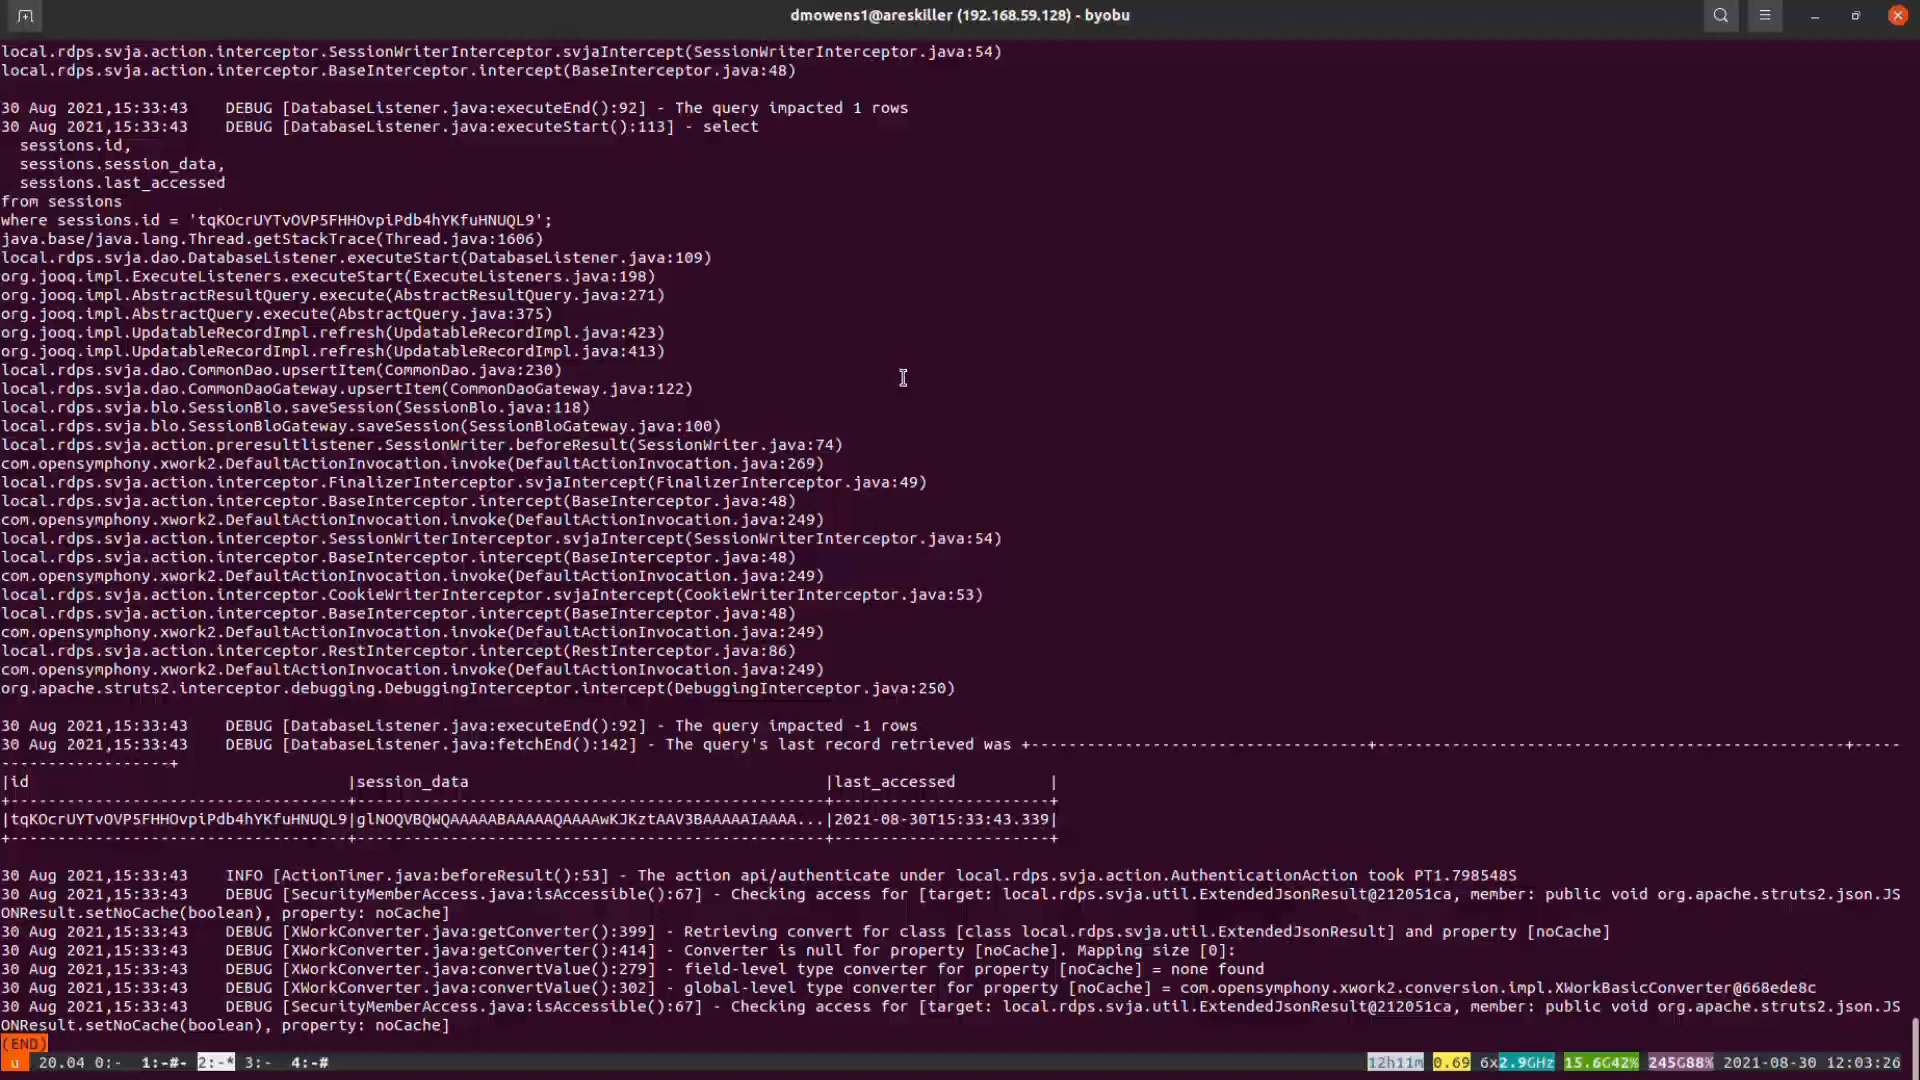 dmowens1@areskiller (192.168.59.128) - byobu
local.rdps.svja.action.interceptor.SessionWriterInterceptor.svjaIntercept(SessionWriterInterceptor.java:54)
local.rdps.svja.action.interceptor.BaseInterceptor.intercept(BaseInterceptor.java:48)
30 Aug 2021,15:33:43    DEBUG [DatabaseListener.java:executeEnd():92] - The query impacted 1 rows
30 Aug 2021,15:33:43    DEBUG [DatabaseListener.java:executeStart():113] - select
  sessions.id,
  sessions.session_data,
  sessions.last_accessed
from sessions
where sessions.id = 'tqKOcrUYTvOVP5FHHOvpiPdb4hYKfuHNUQL9';
java.base/java.lang.Thread.getStackTrace(Thread.java:1606)
local.rdps.svja.dao.DatabaseListener.executeStart(DatabaseListener.java:109)
org.jooq.impl.ExecuteListeners.executeStart(ExecuteListeners.java:198)
org.jooq.impl.AbstractResultQuery.execute(AbstractResultQuery.java:271)
org.jooq.impl.AbstractQuery.execute(AbstractQuery.java:375)
org.jooq.impl.UpdatableRecordImpl.refresh(UpdatableRecordImpl.java:423)
org.jooq.impl.UpdatableRecordImpl.refresh(UpdatableRecordImpl.java:413)
local.rdps.svja.dao.CommonDao.upsertItem(CommonDao.java:230)
local.rdps.svja.dao.CommonDaoGateway.upsertItem(CommonDaoGateway.java:122)
local.rdps.svja.blo.SessionBlo.saveSession(SessionBlo.java:118)
local.rdps.svja.blo.SessionBloGateway.saveSession(SessionBloGateway.java:100)
local.rdps.svja.action.preresultlistener.SessionWriter.beforeResult(SessionWriter.java:74)
com.opensymphony.xwork2.DefaultActionInvocation.invoke(DefaultActionInvocation.java:269)
local.rdps.svja.action.interceptor.FinalizerInterceptor.svjaIntercept(FinalizerInterceptor.java:49)
local.rdps.svja.action.interceptor.BaseInterceptor.intercept(BaseInterceptor.java:48)
com.opensymphony.xwork2.DefaultActionInvocation.invoke(DefaultActionInvocation.java:249)
local.rdps.svja.action.interceptor.SessionWriterInterceptor.svjaIntercept(SessionWriterInterceptor.java:54)
local.rdps.svja.action.interceptor.BaseInterceptor.intercept(BaseInterceptor.java:48)
com.opensymphony.xwork2.DefaultActionInvocation.invoke(DefaultActionInvocation.java:249)
local.rdps.svja.action.interceptor.CookieWriterInterceptor.svjaIntercept(CookieWriterInterceptor.java:53)
local.rdps.svja.action.interceptor.BaseInterceptor.intercept(BaseInterceptor.java:48)
com.opensymphony.xwork2.DefaultActionInvocation.invoke(DefaultActionInvocation.java:249)
local.rdps.svja.action.interceptor.RestInterceptor.intercept(RestInterceptor.java:86)
com.opensymphony.xwork2.DefaultActionInvocation.invoke(DefaultActionInvocation.java:249)
org.apache.struts2.interceptor.debugging.DebuggingInterceptor.intercept(DebuggingInterceptor.java:250)
30 Aug 2021,15:33:43    DEBUG [DatabaseListener.java:executeEnd():92] - The query impacted -1 rows
30 Aug 2021,15:33:43    DEBUG [DatabaseListener.java:fetchEnd():142] - The query's last record retrieved was +------------------------------------+--------------------------------------------------+-----
------------------+
|id                                  |session_data                                      |last_accessed          |
+------------------------------------+--------------------------------------------------+-----------------------+
|tqKOcrUYTvOVP5FHHOvpiPdb4hYKfuHNUQL9|glNOQVBQWQAAAAABAAAAAQAAAAwKJKztAAV3BAAAAAIAAAA...|2021-08-30T15:33:43.339|
+------------------------------------+--------------------------------------------------+-----------------------+
30 Aug 2021,15:33:43    INFO [ActionTimer.java:beforeResult():53] - The action api/authenticate under local.rdps.svja.action.AuthenticationAction took PT1.798548S
30 Aug 2021,15:33:43    DEBUG [SecurityMemberAccess.java:isAccessible():67] - Checking access for [target: local.rdps.svja.util.ExtendedJsonResult@212051ca, member: public void org.apache.struts2.json.JS
ONResult.setNoCache(boolean), property: noCache]
30 Aug 2021,15:33:43    DEBUG [XWorkConverter.java:getConverter():399] - Retrieving convert for class [class local.rdps.svja.util.ExtendedJsonResult] and property [noCache]
30 Aug 2021,15:33:43    DEBUG [XWorkConverter.java:getConverter():414] - Converter is null for property [noCache]. Mapping size [0]:
30 Aug 2021,15:33:43    DEBUG [XWorkConverter.java:convertValue():279] - field-level type converter for property [noCache] = none found
30 Aug 2021,15:33:43    DEBUG [XWorkConverter.java:convertValue():302] - global-level type converter for property [noCache] = com.opensymphony.xwork2.conversion.impl.XWorkBasicConverter@668ede8c
30 Aug 2021,15:33:43    DEBUG [SecurityMemberAccess.java:isAccessible():67] - Checking access for [target: local.rdps.svja.util.ExtendedJsonResult@212051ca, member: public void org.apache.struts2.json.JS
ONResult.setNoCache(boolean), property: noCache]
(END)
u  20.04 0:-  1:-#- 2:-* 3:-  4:-#  12h11m 0.69 6x2.9GHz 15.6G42% 245G88% 2021-08-30 12:03:26